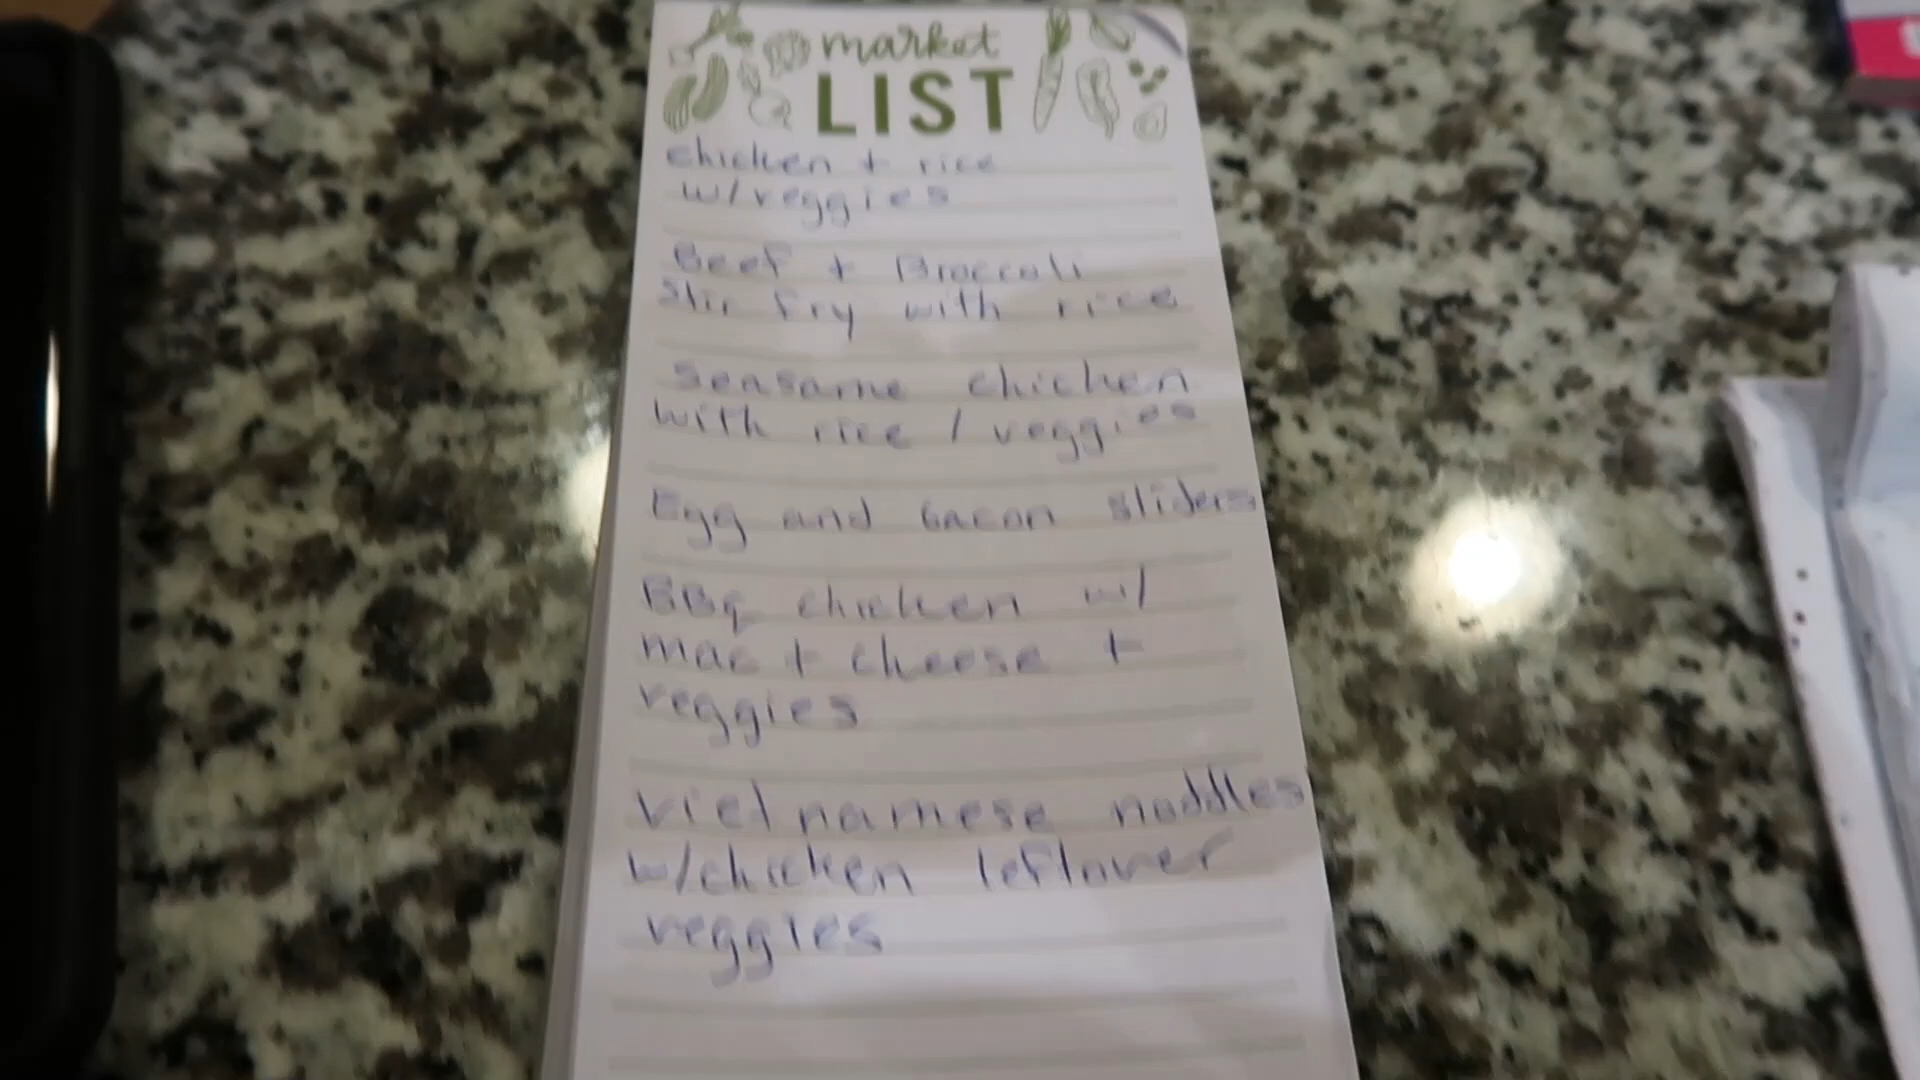 market
LIST
chicken + rice
w/veggies
Beef + Broccoli
Stir fry with rice
Seasame chicken
with rice / veggies
Egg and bacon sliders
BBq chicken w/
mac + cheese +
veggies
Vietnamese noddles
w/chicken leftover
veggies